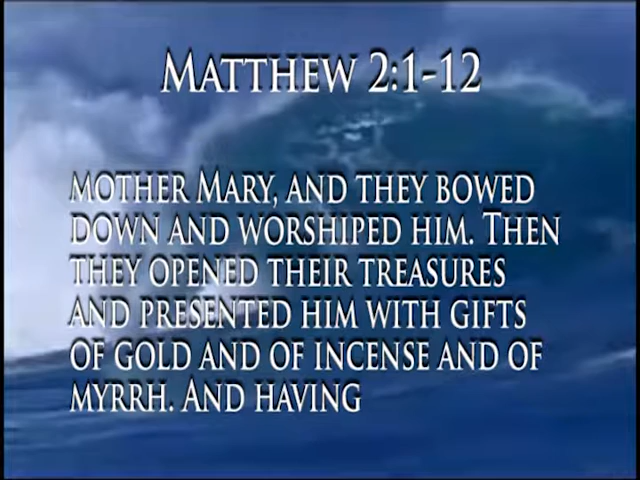 MATTHEW 2:1-12
MOTHER MARY, AND THEY BOWED
DOWN AND WORSHIPED HIM. THEN
THEY OPENED THEIR TREASURES
AND PRESENTED HIM WITH GIFTS
OF GOLD AND OF INCENSE AND OF
MYRRH. AND HAVING